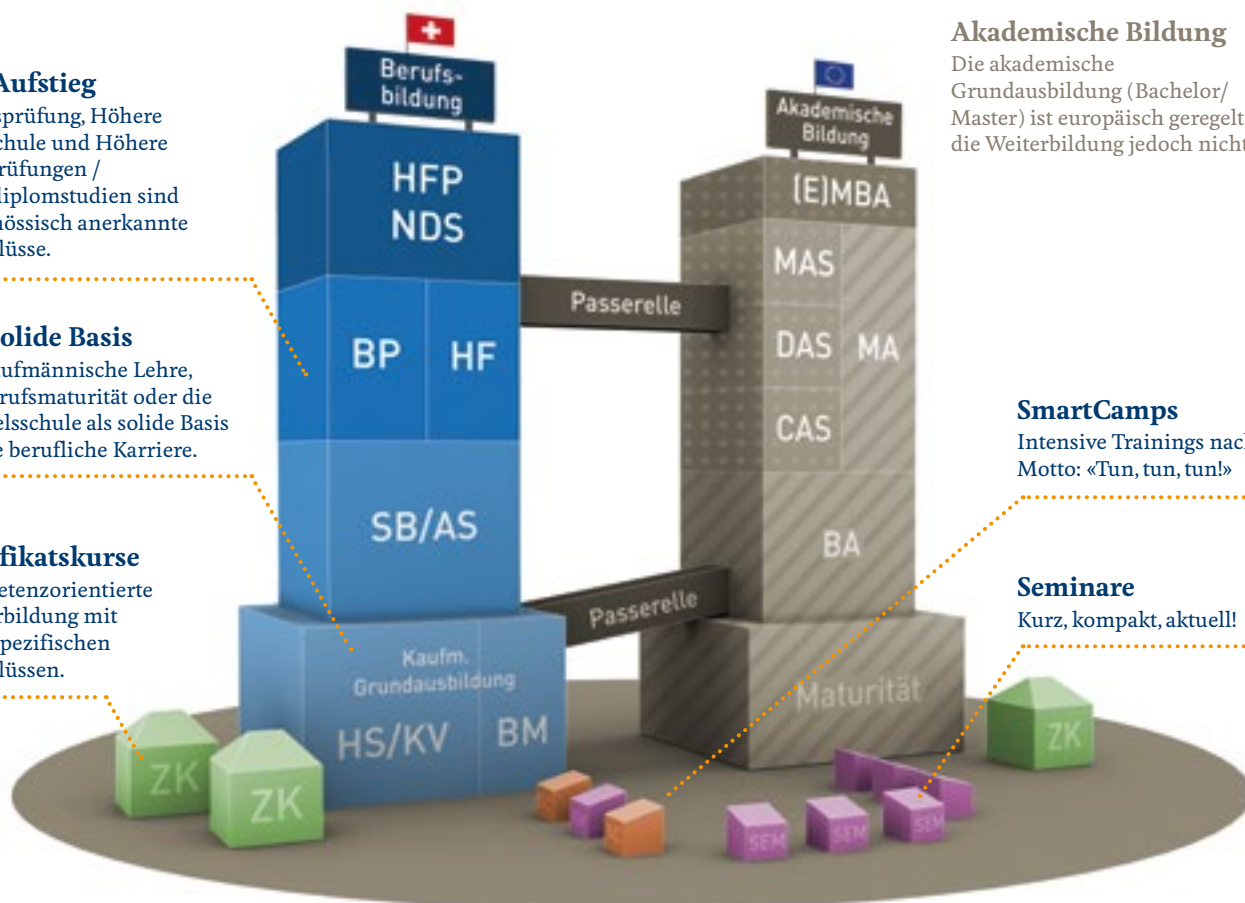 Aufstieg
sprüfung, Höhere
chule und Höhere
rüfungen /
diplomstudien sind
nössisch anerkannte
lüsse.
olide Basis
ufmännische Lehre,
rufsmaturität oder die
elsschule als solide Basis
e berufliche Karriere.
fikatskurse
etenzorientierte
rbildung mit
pezifischen
lüssen.
Berufs-
bildung
HFP
NDS
BP HF
SB/AS
Kaufm.
Grundausbildung
HS/KV BM
Passerelle
Passerelle
Akademische
Bildung
(E)MBA
MAS
DAS MA
CAS
BA
Maturität
Akademische Bildung
Die akademische
Grundausbildung (Bachelor/
Master) ist europäisch geregelt
die Weiterbildung jedoch nicht
SmartCamps
Intensive Trainings nach
Motto: «Tun, tun, tun!»
Seminare
Kurz, kompakt, aktuell!
ZK
ZK
ZK
SEM
SEM
SEM